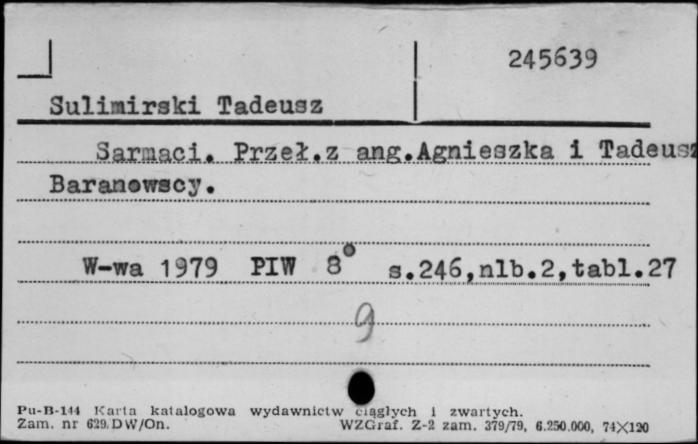 245639
Sulimirski Tadeusz
Sarmaci. Przeł.z ang.Agnieszka i Tadeusz
Baranowscy.
W-wa 1979 PIW 8° s.246,nlb.2,tabl.27
9
Pu-B-144 Karta katalogowa wydawnictw ciągłych i zwartych.
Zam. nr 629.DW/On. WZGraf. Z-2 zam. 379/79, 6.250.000, 74×120